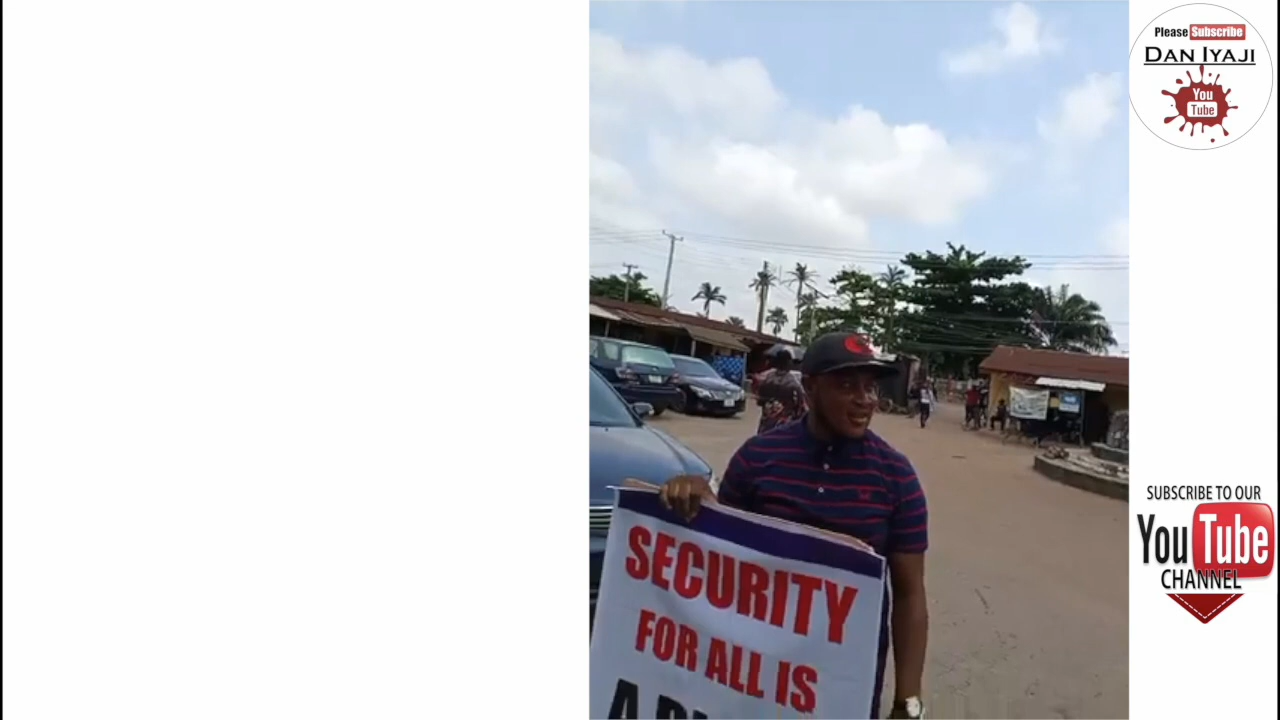 Please Subscribe
DAN IYAJI
You
Tube
SECURITY
FOR ALL IS
SUBSCRIBE TO OUR
YouTube
CHANNEL